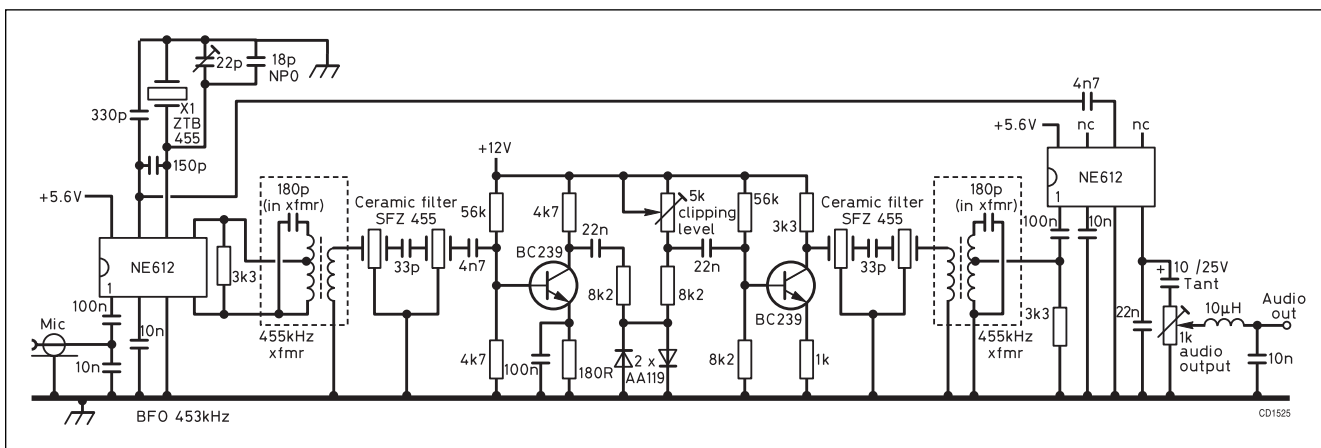 22p
18p
NP0
330p
X1
ZTB
455
150p
+5.6V
NE612
1
100n
Mic
10n
10n
BFO 453kHz
3k3
180p
(in xfmr)
455kHz
xfmr
Ceramic filter
SFZ 455
33p
4n7
+12V
56k
4k7
4k7
BC239
100n
180R
22n
8k2
2 x
AA119
5k
clipping
level
8k2
22n
56k
8k2
BC239
3k3
1k
Ceramic filter
SFZ 455
33p
180p
(in xfmr)
455kHz
xfmr
4n7
+5.6V
nc
nc
NE612
1
100n
10n
3k3
22n
+
10 /25V
Tant
1k
audio
output
10µH
Audio
out
10n
CD1525